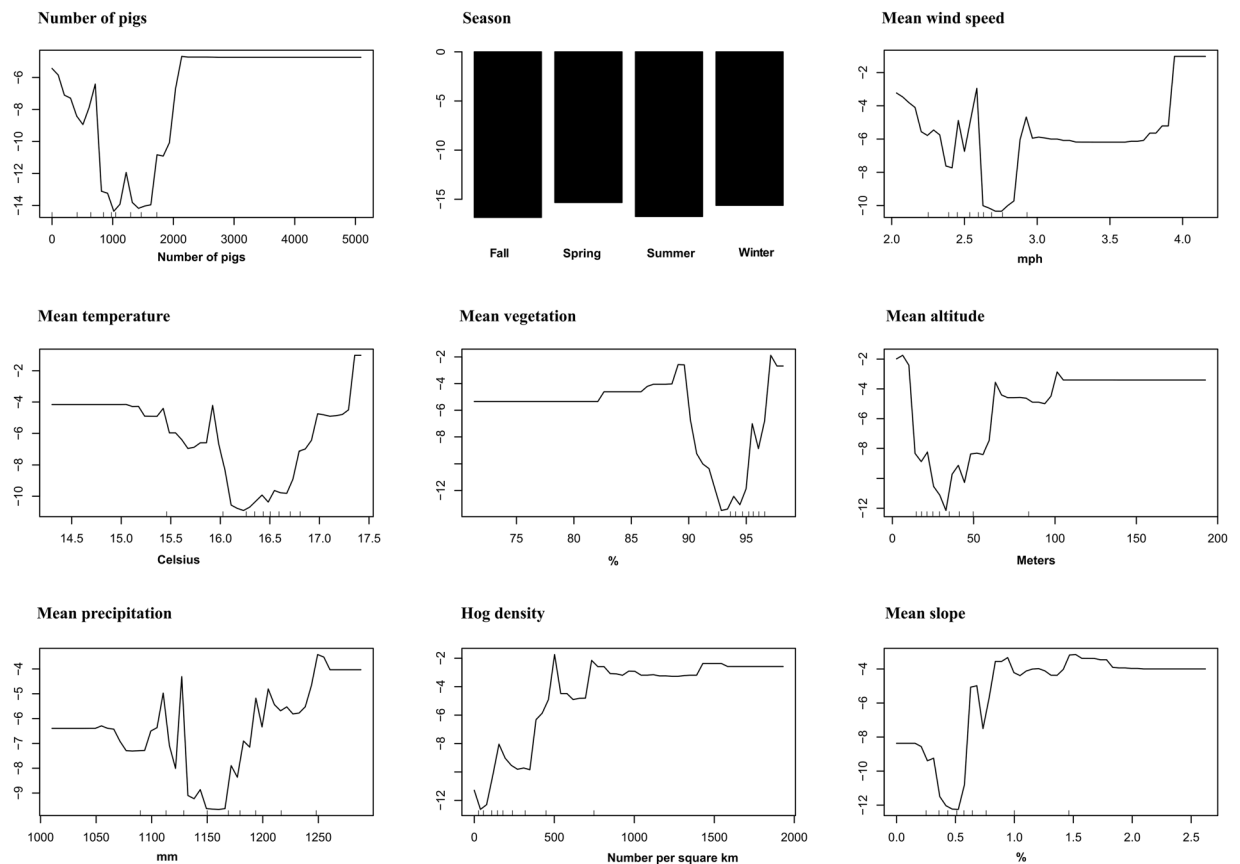 Number of pigs
−6
−8
−10
−12
−14
0 1000 2000 3000 4000 5000
Number of pigs
Season
0
−5
−10
−15
Fall Spring Summer Winter
Mean wind speed
−2
−4
−6
−8
−10
2.0 2.5 3.0 3.5 4.0
mph
Mean temperature
−2
−4
−6
−8
−10
14.5 15.0 15.5 16.0 16.5 17.0 17.5
Celsius
Mean vegetation
−2
−4
−6
−8
−12
75 80 85 90 95
%
Mean altitude
−2
−4
−6
−8
−12
0 50 100 150 200
Meters
Mean precipitation
−4
−5
−6
−7
−8
−9
1000 1050 1100 1150 1200 1250
mm
Hog density
−2
−4
−6
−8
−12
0 500 1000 1500 2000
Number per square km
Mean slope
−4
−6
−8
−12
0.0 0.5 1.0 1.5 2.0 2.5
%